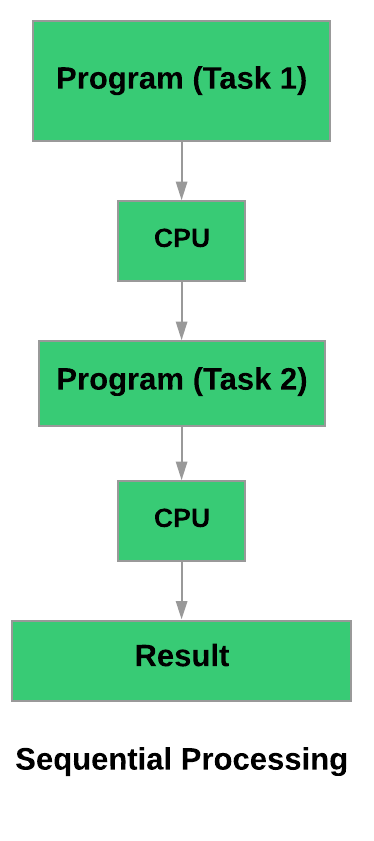 Program (Task 1)
CPU
Program (Task 2)
CPU
Result
Sequential Processing